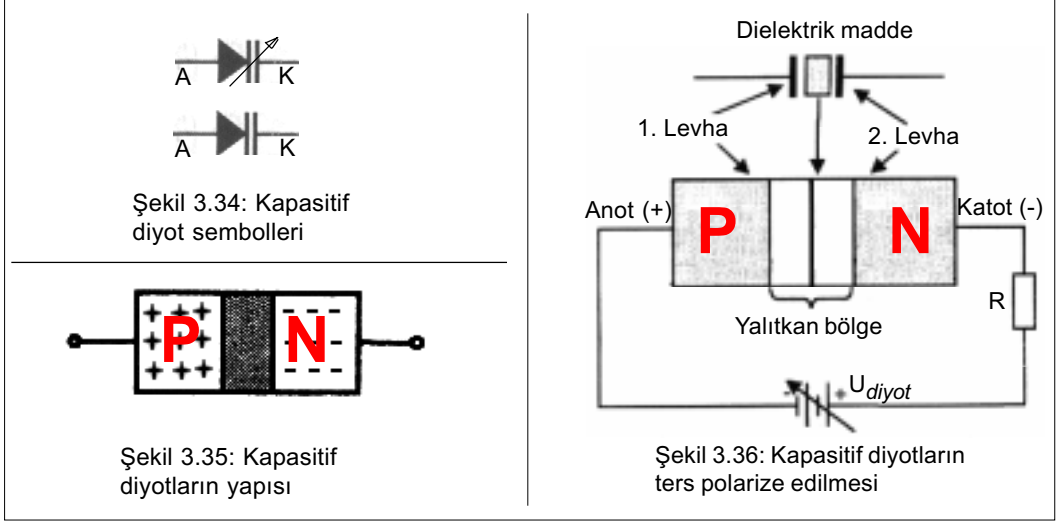 A K
A K
Şekil 3.34: Kapasitif
diyot sembolleri
P N
Şekil 3.35: Kapasitif
diyotların yapısı
Dielektrik madde
1. Levha
2. Levha
Anot (+) P N Katot (-)
R
Yalıtkan bölge
- + Udiyot
Şekil 3.36: Kapasitif diyotların
ters polarize edilmesi